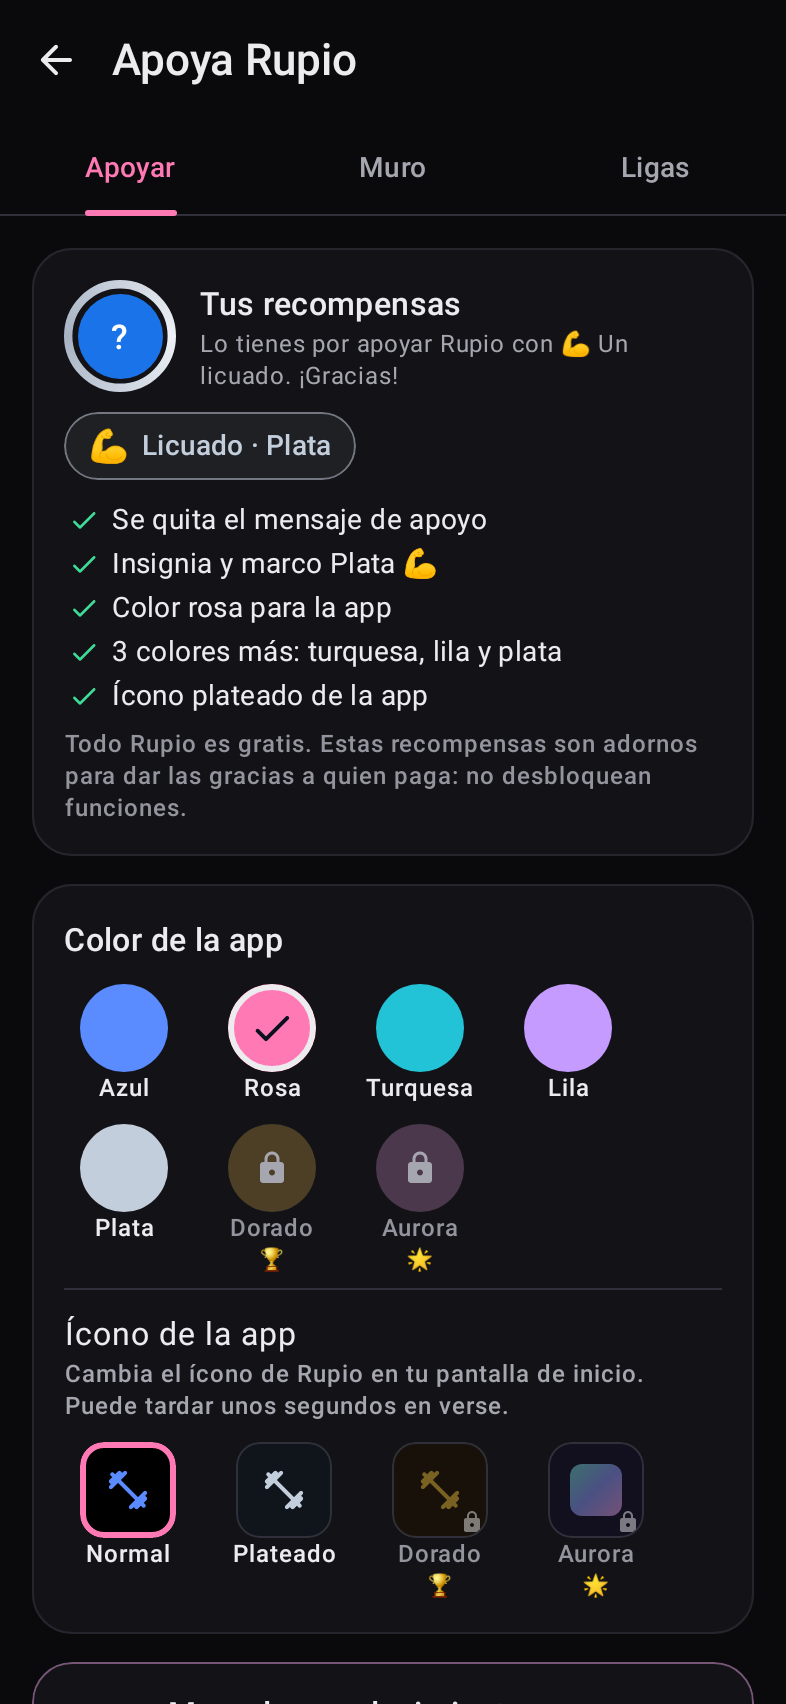 Apoya Rupio
Apoyar
Muro
Ligas
?
Tus recompensas
Lo tienes por apoyar Rupio con 💪 Un
licuado. ¡Gracias!
💪 Licuado · Plata
Se quita el mensaje de apoyo
Insignia y marco Plata 💪
Color rosa para la app
3 colores más: turquesa, lila y plata
Ícono plateado de la app
Todo Rupio es gratis. Estas recompensas son adornos
para dar las gracias a quien paga: no desbloquean
funciones.
Color de la app
Azul
Rosa
Turquesa
Lila
Plata
Dorado
🏆
Aurora
🌟
Ícono de la app
Cambia el ícono de Rupio en tu pantalla de inicio.
Puede tardar unos segundos en verse.
Normal
Plateado
Dorado
🏆
Aurora
🌟